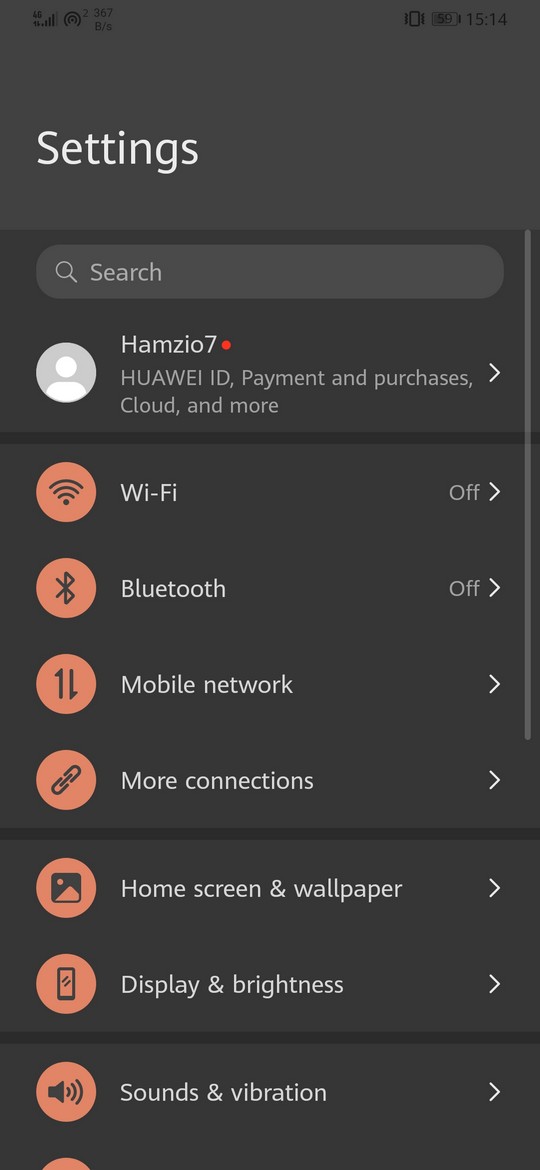 4G 2 367 B/s 59 15:14
Settings
Search
Hamzio7
HUAWEI ID, Payment and purchases,
Cloud, and more
Wi-Fi Off
Bluetooth Off
Mobile network
More connections
Home screen & wallpaper
Display & brightness
Sounds & vibration